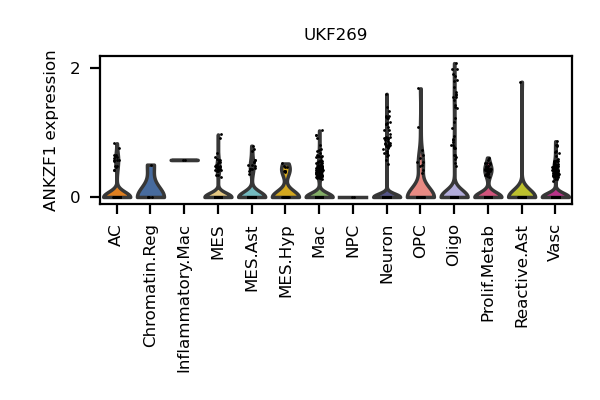 UKF269
ANKZF1 expression
2
0
AC
Chromatin.Reg
Inflammatory.Mac
MES
MES.Ast
MES.Hyp
Mac
NPC
Neuron
OPC
Oligo
Prolif.Metab
Reactive.Ast
Vasc